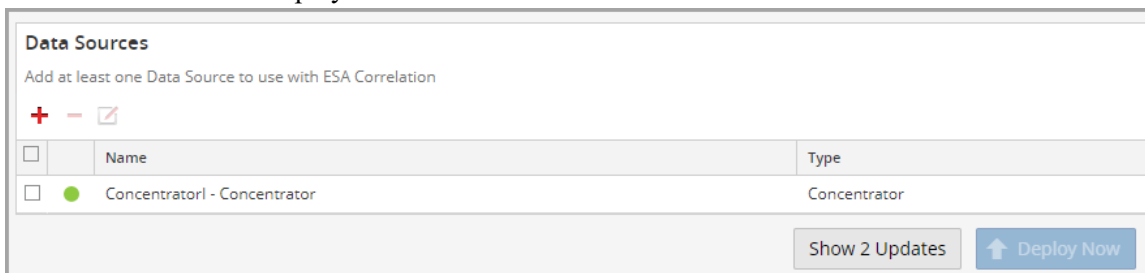 Data Sources
Add at least one Data Source to use with ESA Correlation
Name Type
Concentratorl - Concentrator Concentrator
Show 2 Updates Deploy Now